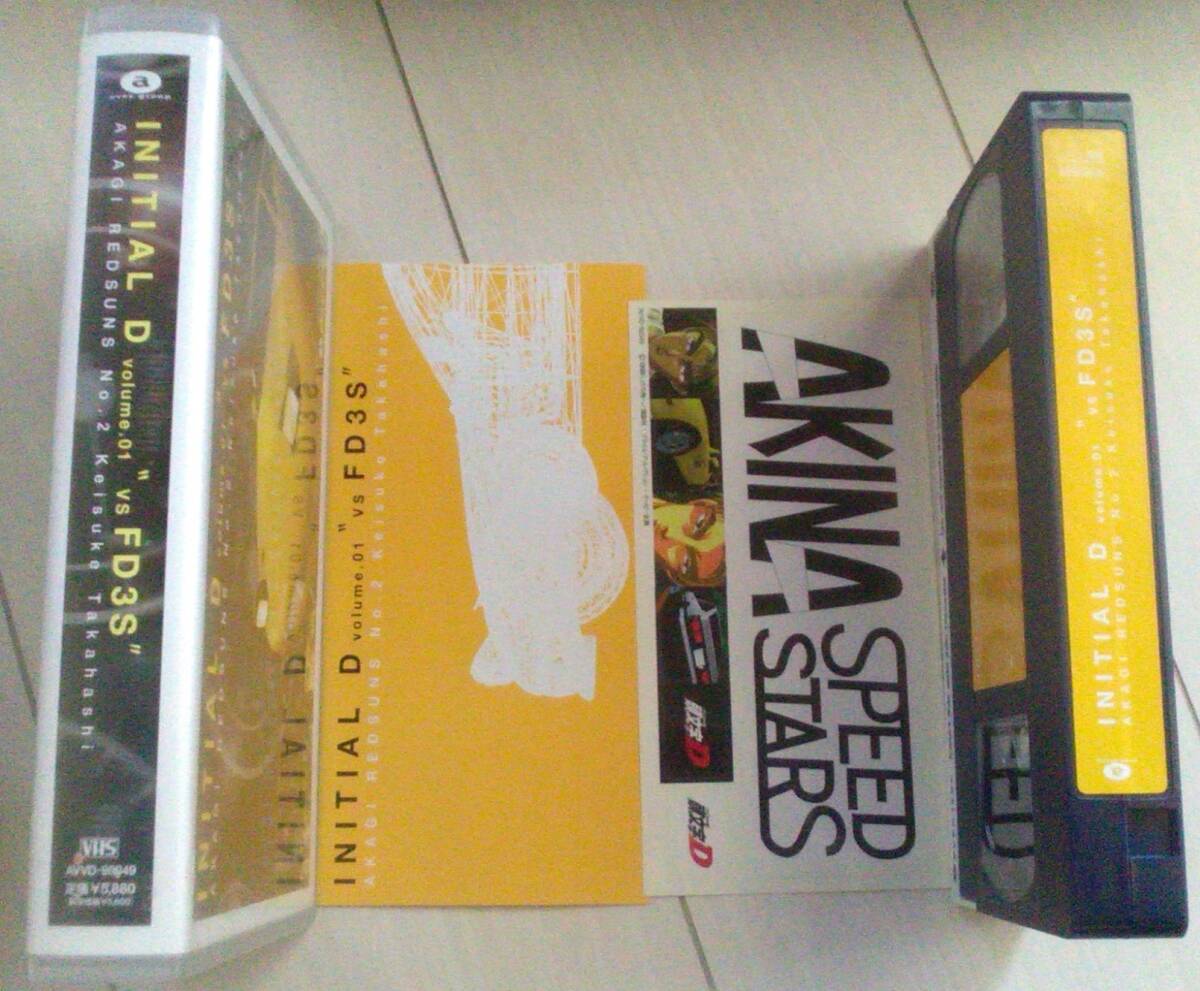 a
avex group
INITIAL D volume.01 " vs FD3S"
AKAGI REDSUNS No.2 Keisuke Takahashi
VHS
AVVD-90949
INITIAL D volume.01 " vs FD3S"
AKAGI REDSUNS No.2 Keisuke Takahashi
頭文字D
頭文字D
AKINA
SPEED
STARS
INITIAL D volume.01 " vs FD3S"
AKAGI REDSUNS No.2 Keisuke Takahashi
a